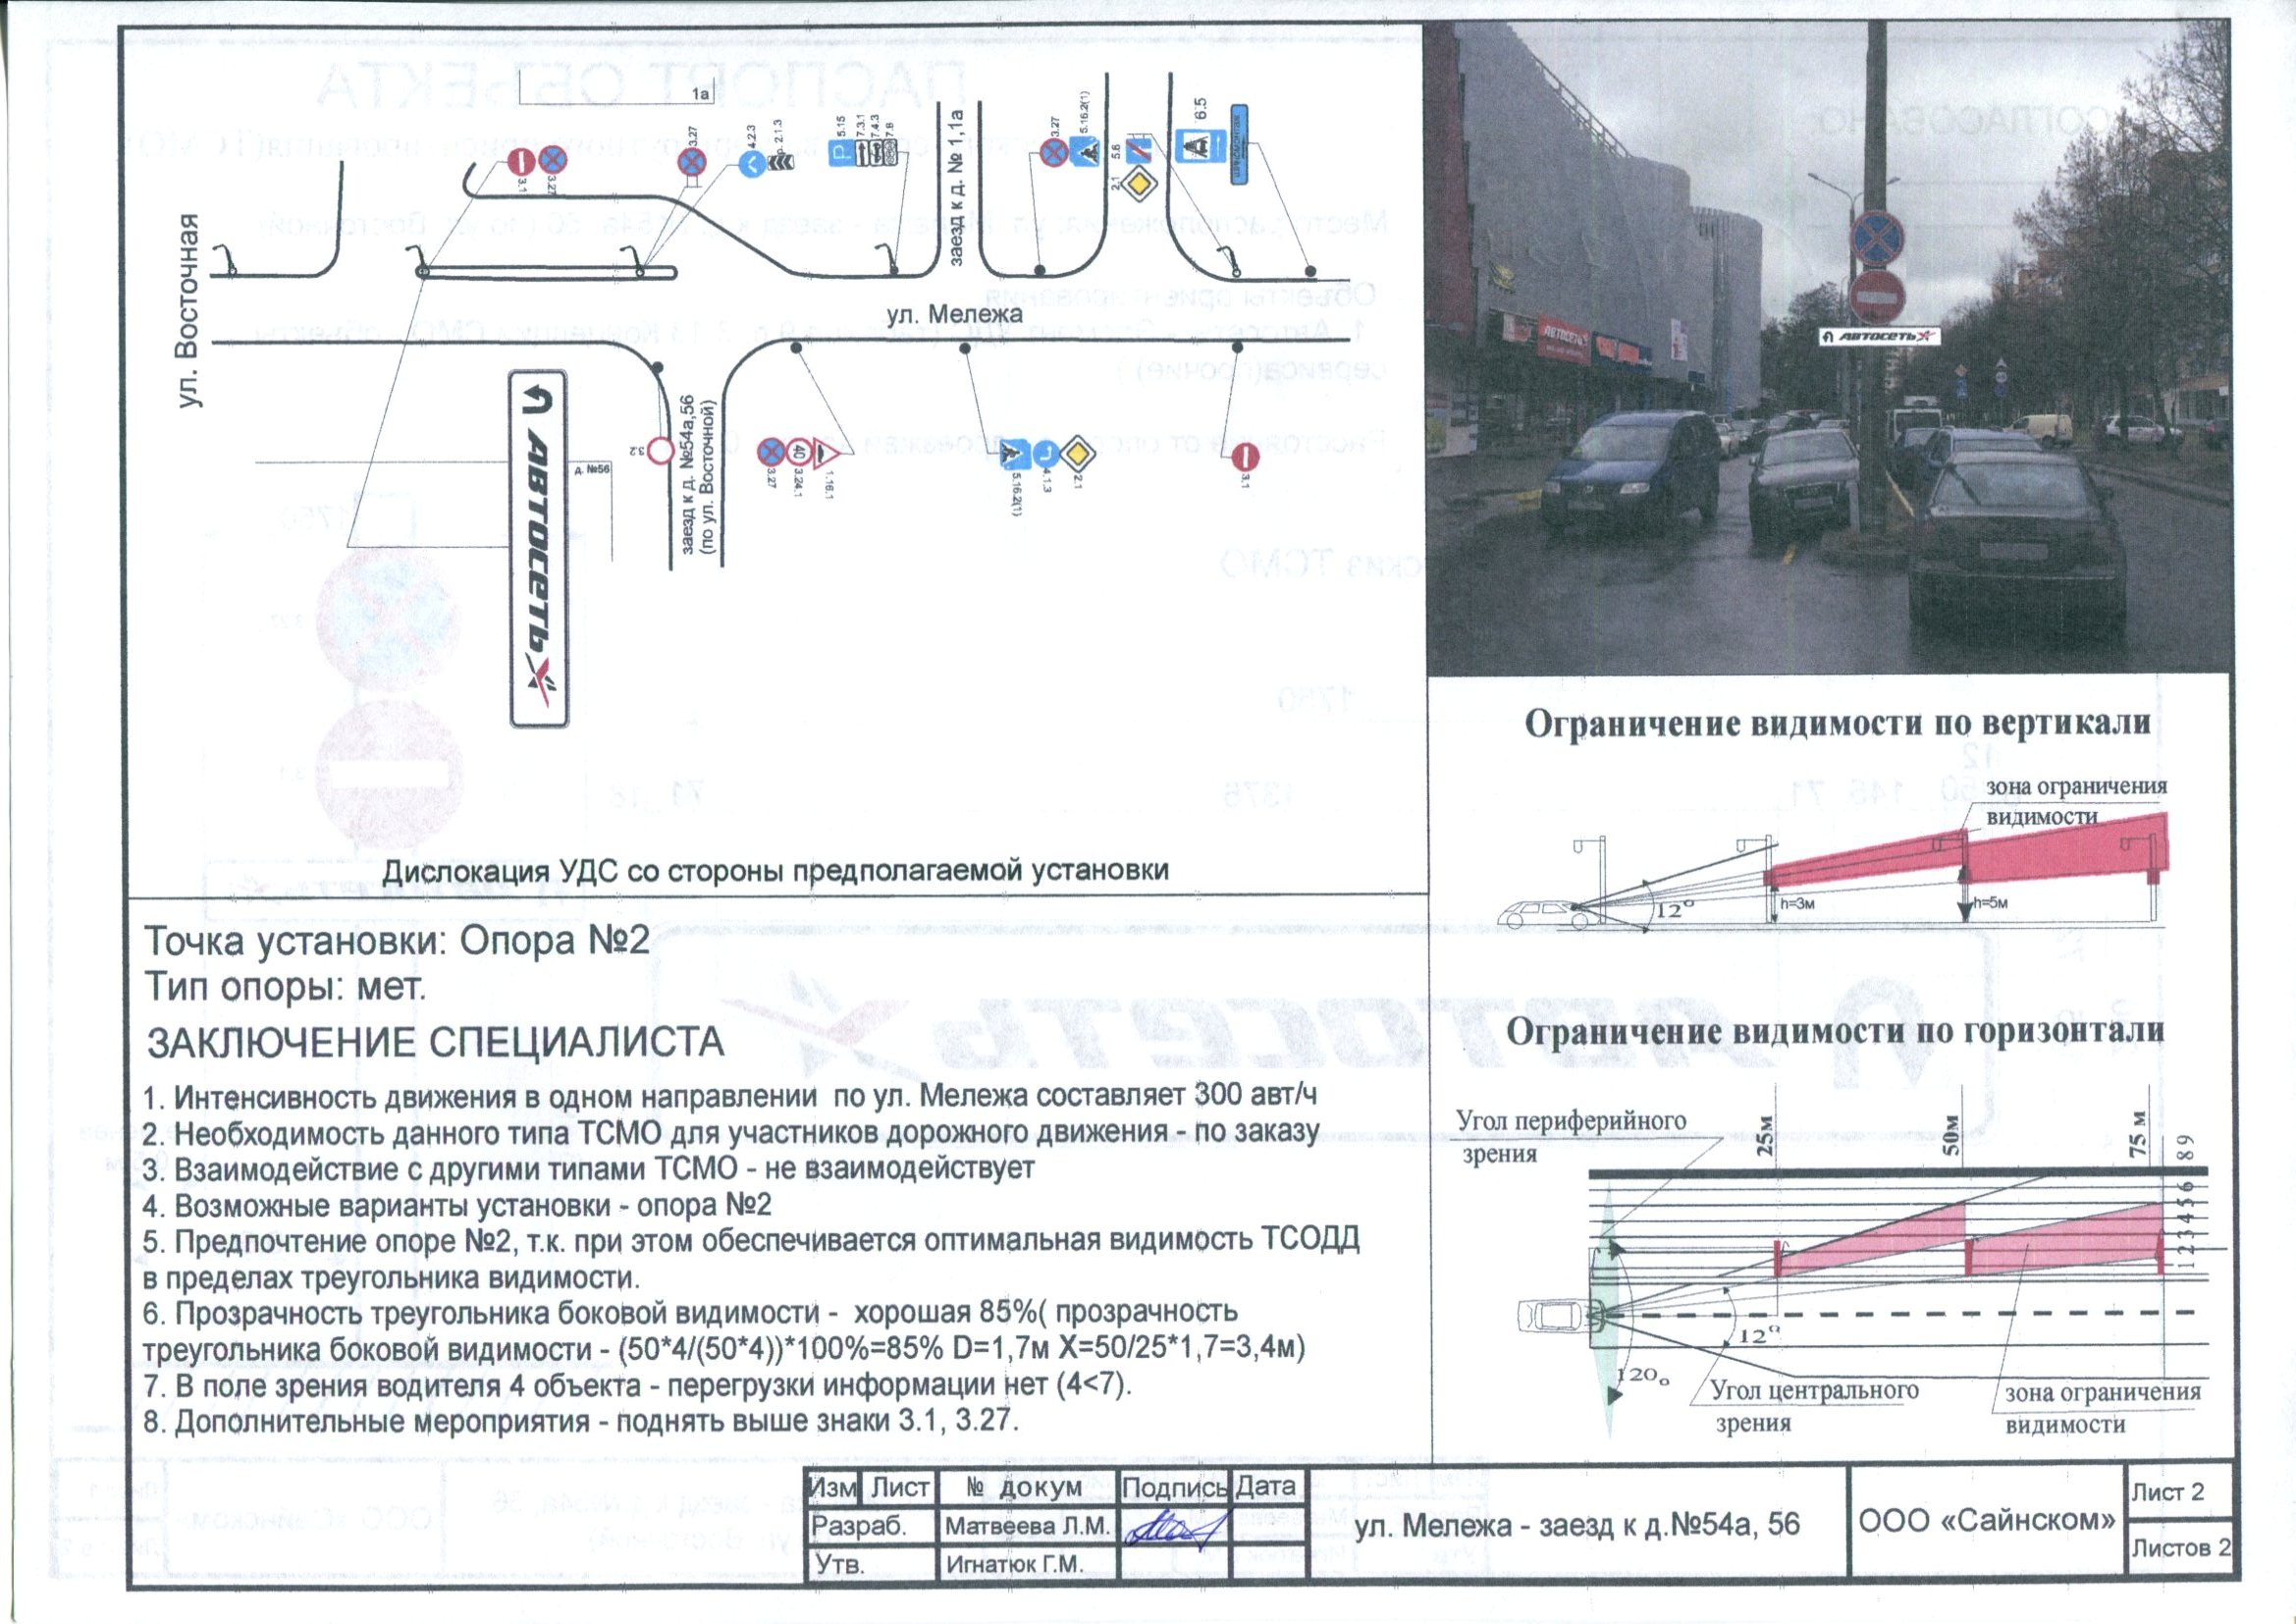 1а
3.1
3.27
3.27
4.2.3
р. 2.1.3
5.15
7.3.1
7.4.3
7.8
заезд к д. № 1,1а
3.27
5.16.2(1)
5.6
2.1
6.5
ул. Восточная
ул. Мележа
АВТОСЕТЬ
д. №56
3.2
заезд к д. №54а,56
(по ул. Восточной)
40
3.27
3.24.1
1.16.1
5.16.2(1)
4.1.3
2.1
3.1
Дислокация УДС со стороны предполагаемой установки
АВТОСЕТЬ
АВТОСЕТЬ
Ограничение видимости по вертикали
зона ограничения
видимости
12°
h=3м
h=5м
Ограничение видимости по горизонтали
Угол периферийного
зрения
25м
50м
75 м
1 2 3 4 5 6 8 9
12°
120°
Угол центрального
зрения
зона ограничения
видимости
Точка установки: Опора №2
Тип опоры: мет.
ЗАКЛЮЧЕНИЕ СПЕЦИАЛИСТА
1. Интенсивность движения в одном направлении по ул. Мележа составляет 300 авт/ч
2. Необходимость данного типа ТСМО для участников дорожного движения - по заказу
3. Взаимодействие с другими типами ТСМО - не взаимодействует
4. Возможные варианты установки - опора №2
5. Предпочтение опоре №2, т.к. при этом обеспечивается оптимальная видимость ТСОДД
в пределах треугольника видимости.
6. Прозрачность треугольника боковой видимости - хорошая 85%( прозрачность
треугольника боковой видимости - (50*4/(50*4))*100%=85% D=1,7м X=50/25*1,7=3,4м)
7. В поле зрения водителя 4 объекта - перегрузки информации нет (4<7).
8. Дополнительные мероприятия - поднять выше знаки 3.1, 3.27.
Изм Лист № докум Подпись Дата
Разраб. Матвеева Л.М.
Утв. Игнатюк Г.М.
ул. Мележа - заезд к д.№54а, 56
ООО «Сайнском»
Лист 2
Листов 2